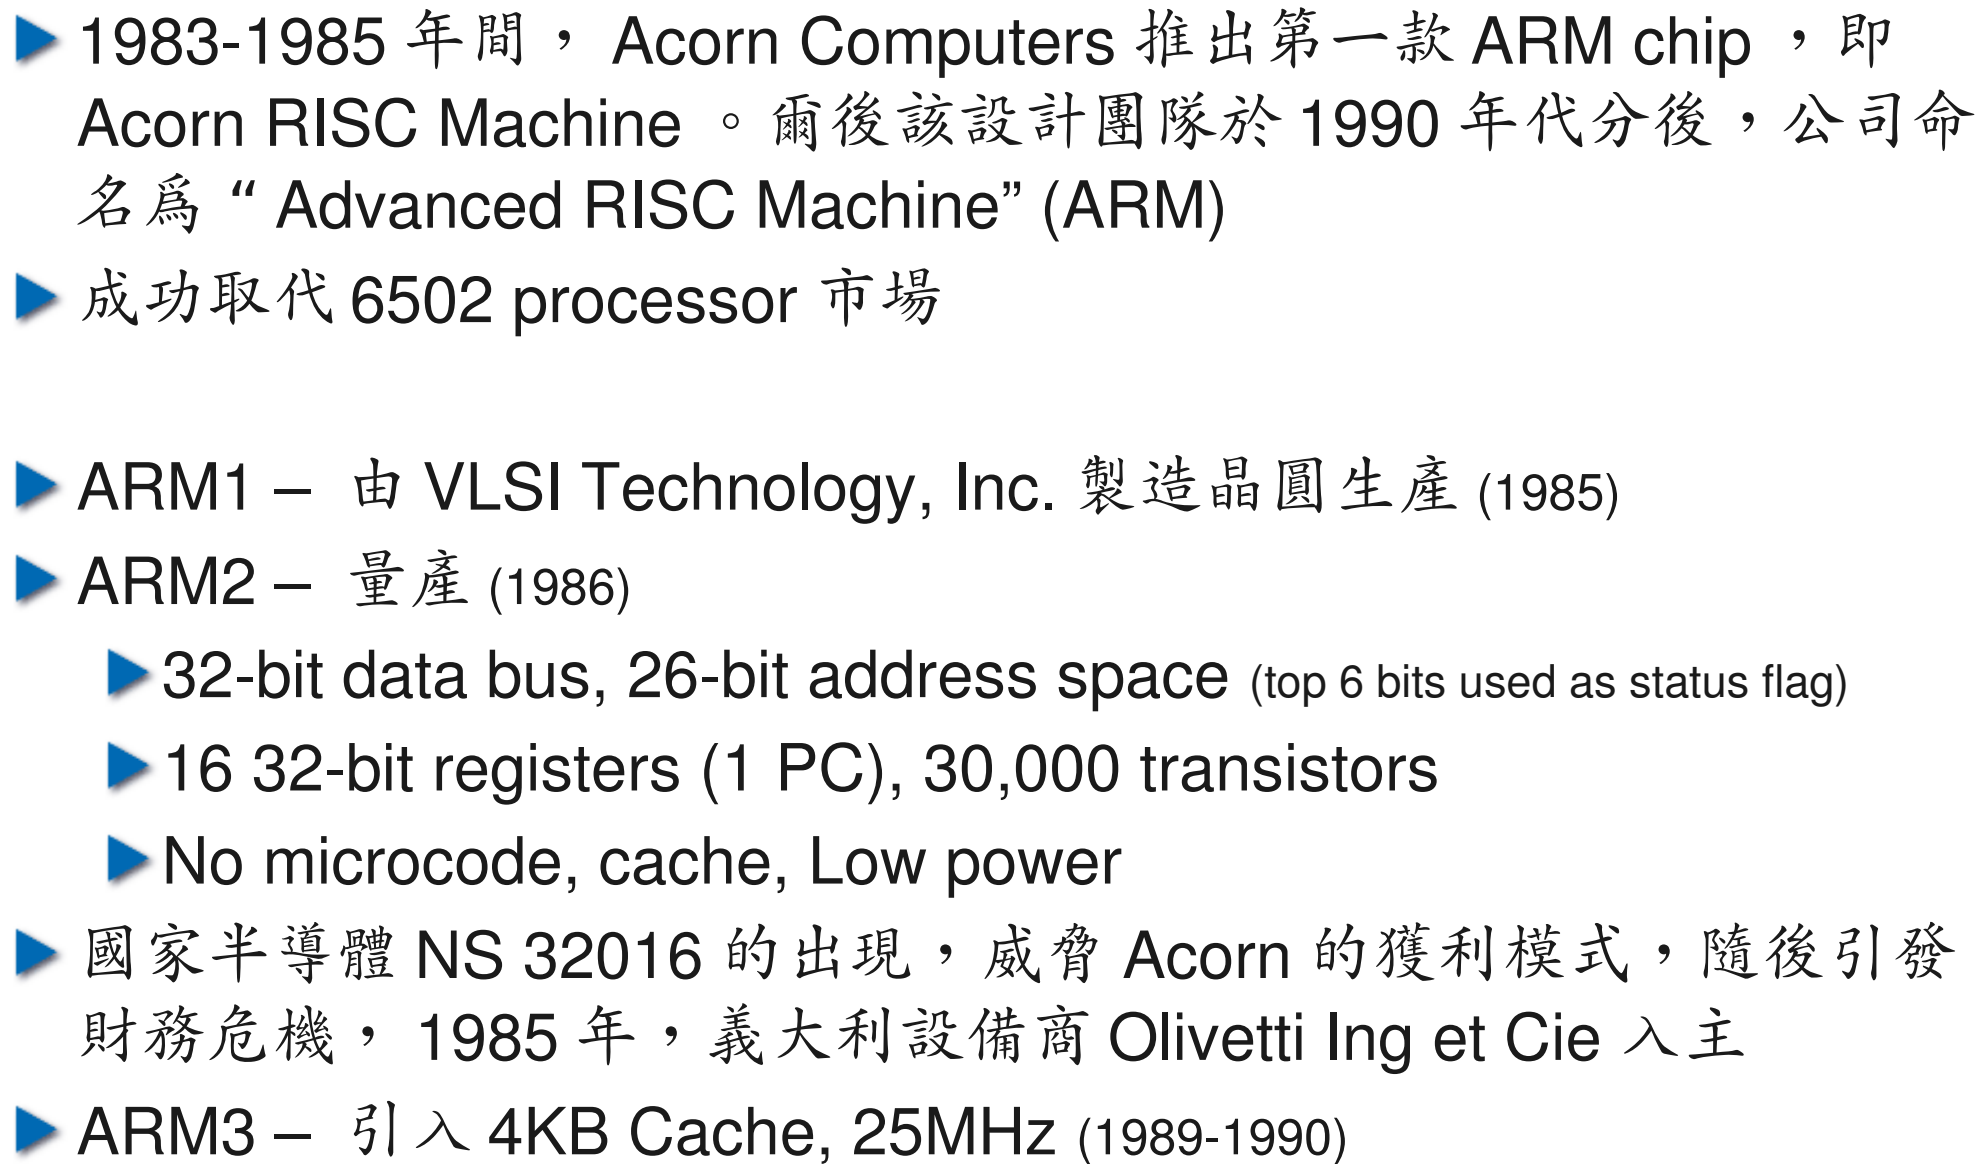 1983-1985 年間， Acorn Computers 推出第一款 ARM chip ，即
Acorn RISC Machine 。爾後該設計團隊於 1990 年代分後，公司命
名為 “ Advanced RISC Machine” (ARM)
成功取代 6502 processor 市場
ARM1 – 由 VLSI Technology, Inc. 製造晶圓生產 (1985)
ARM2 – 量產 (1986)
32-bit data bus, 26-bit address space (top 6 bits used as status flag)
16 32-bit registers (1 PC), 30,000 transistors
No microcode, cache, Low power
國家半導體 NS 32016 的出現，威脅 Acorn 的獲利模式，隨後引發
財務危機， 1985 年，義大利設備商 Olivetti Ing et Cie 入主
ARM3 – 引入 4KB Cache, 25MHz (1989-1990)